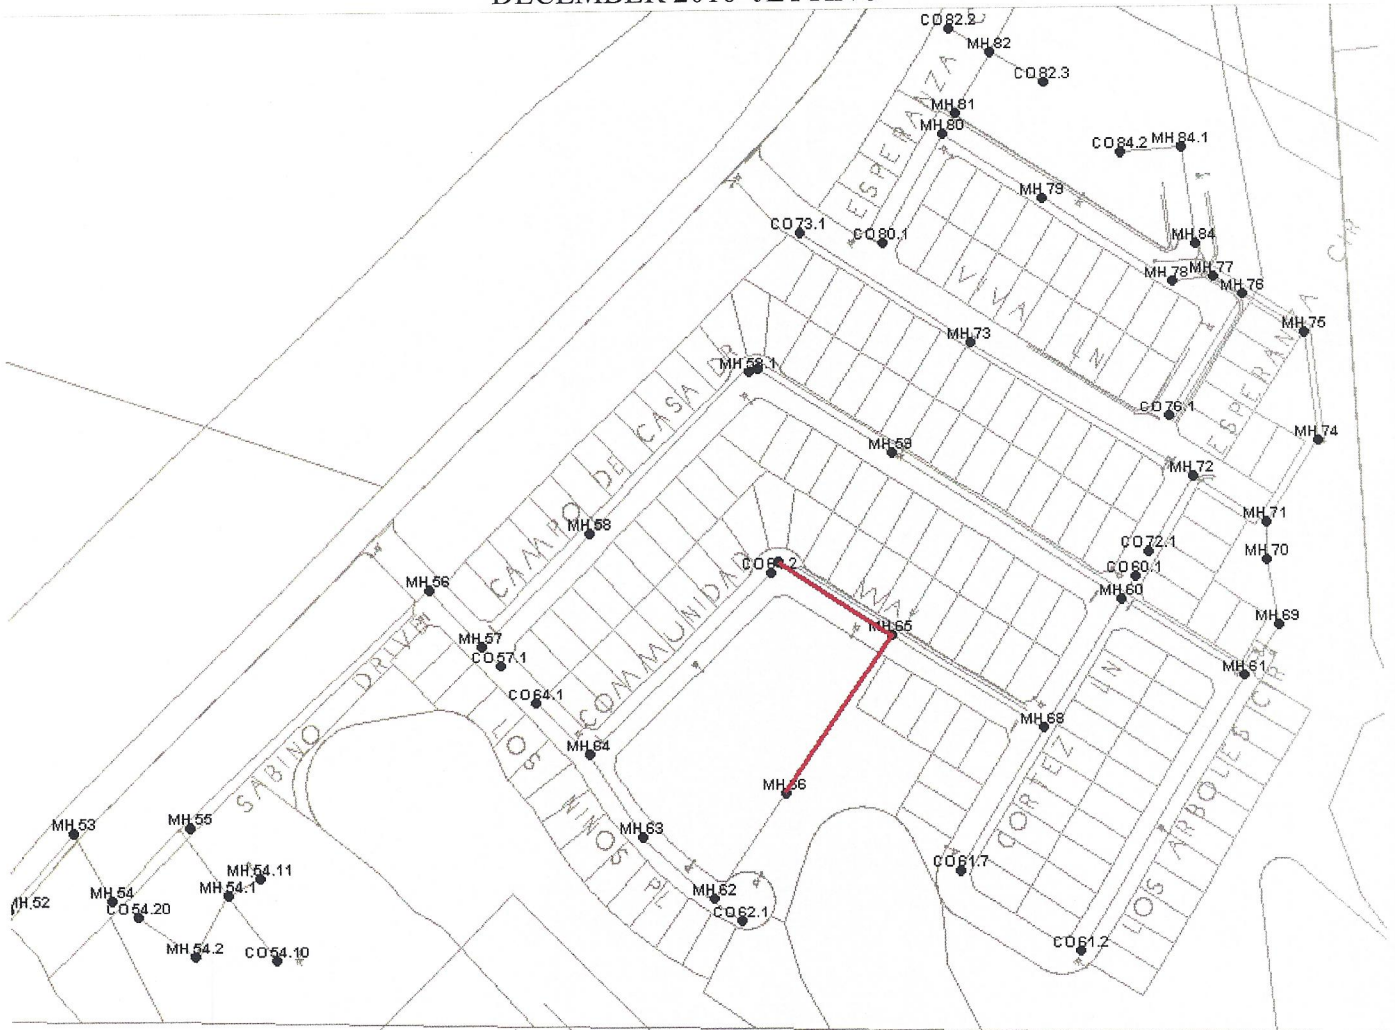 DECEMBER 2016
CO82.2
MH82
CO82.3
MH81
MH80
CO84.2
MH84.1
MH79
CO73.1
CO80.1
MH84
MH78
MH77
MH76
MH75
ESPERANZA
VIVA LN
CIR
ESPERANZA
MH73
MH58.1
CO76.1
MH74
MH59
MH72
CAMPO DE CASA DR
MH58
MH71
CO72.1
MH70
CO60.1
MH60
MH56
COMMUNIDAD WAY
MH65
MH69
MH57
CO57.1
MH61
CO64.1
MH68
MH64
SABINO DRIVE
LOS NINOS PL
CORTEZ LN
LOS ARBOLES CIR
MH66
MH53
MH55
MH63
MH54.11
MH54.1
MH54
CO54.20
MH62
CO62.1
CO61.7
MH54.2
CO54.10
CO61.2